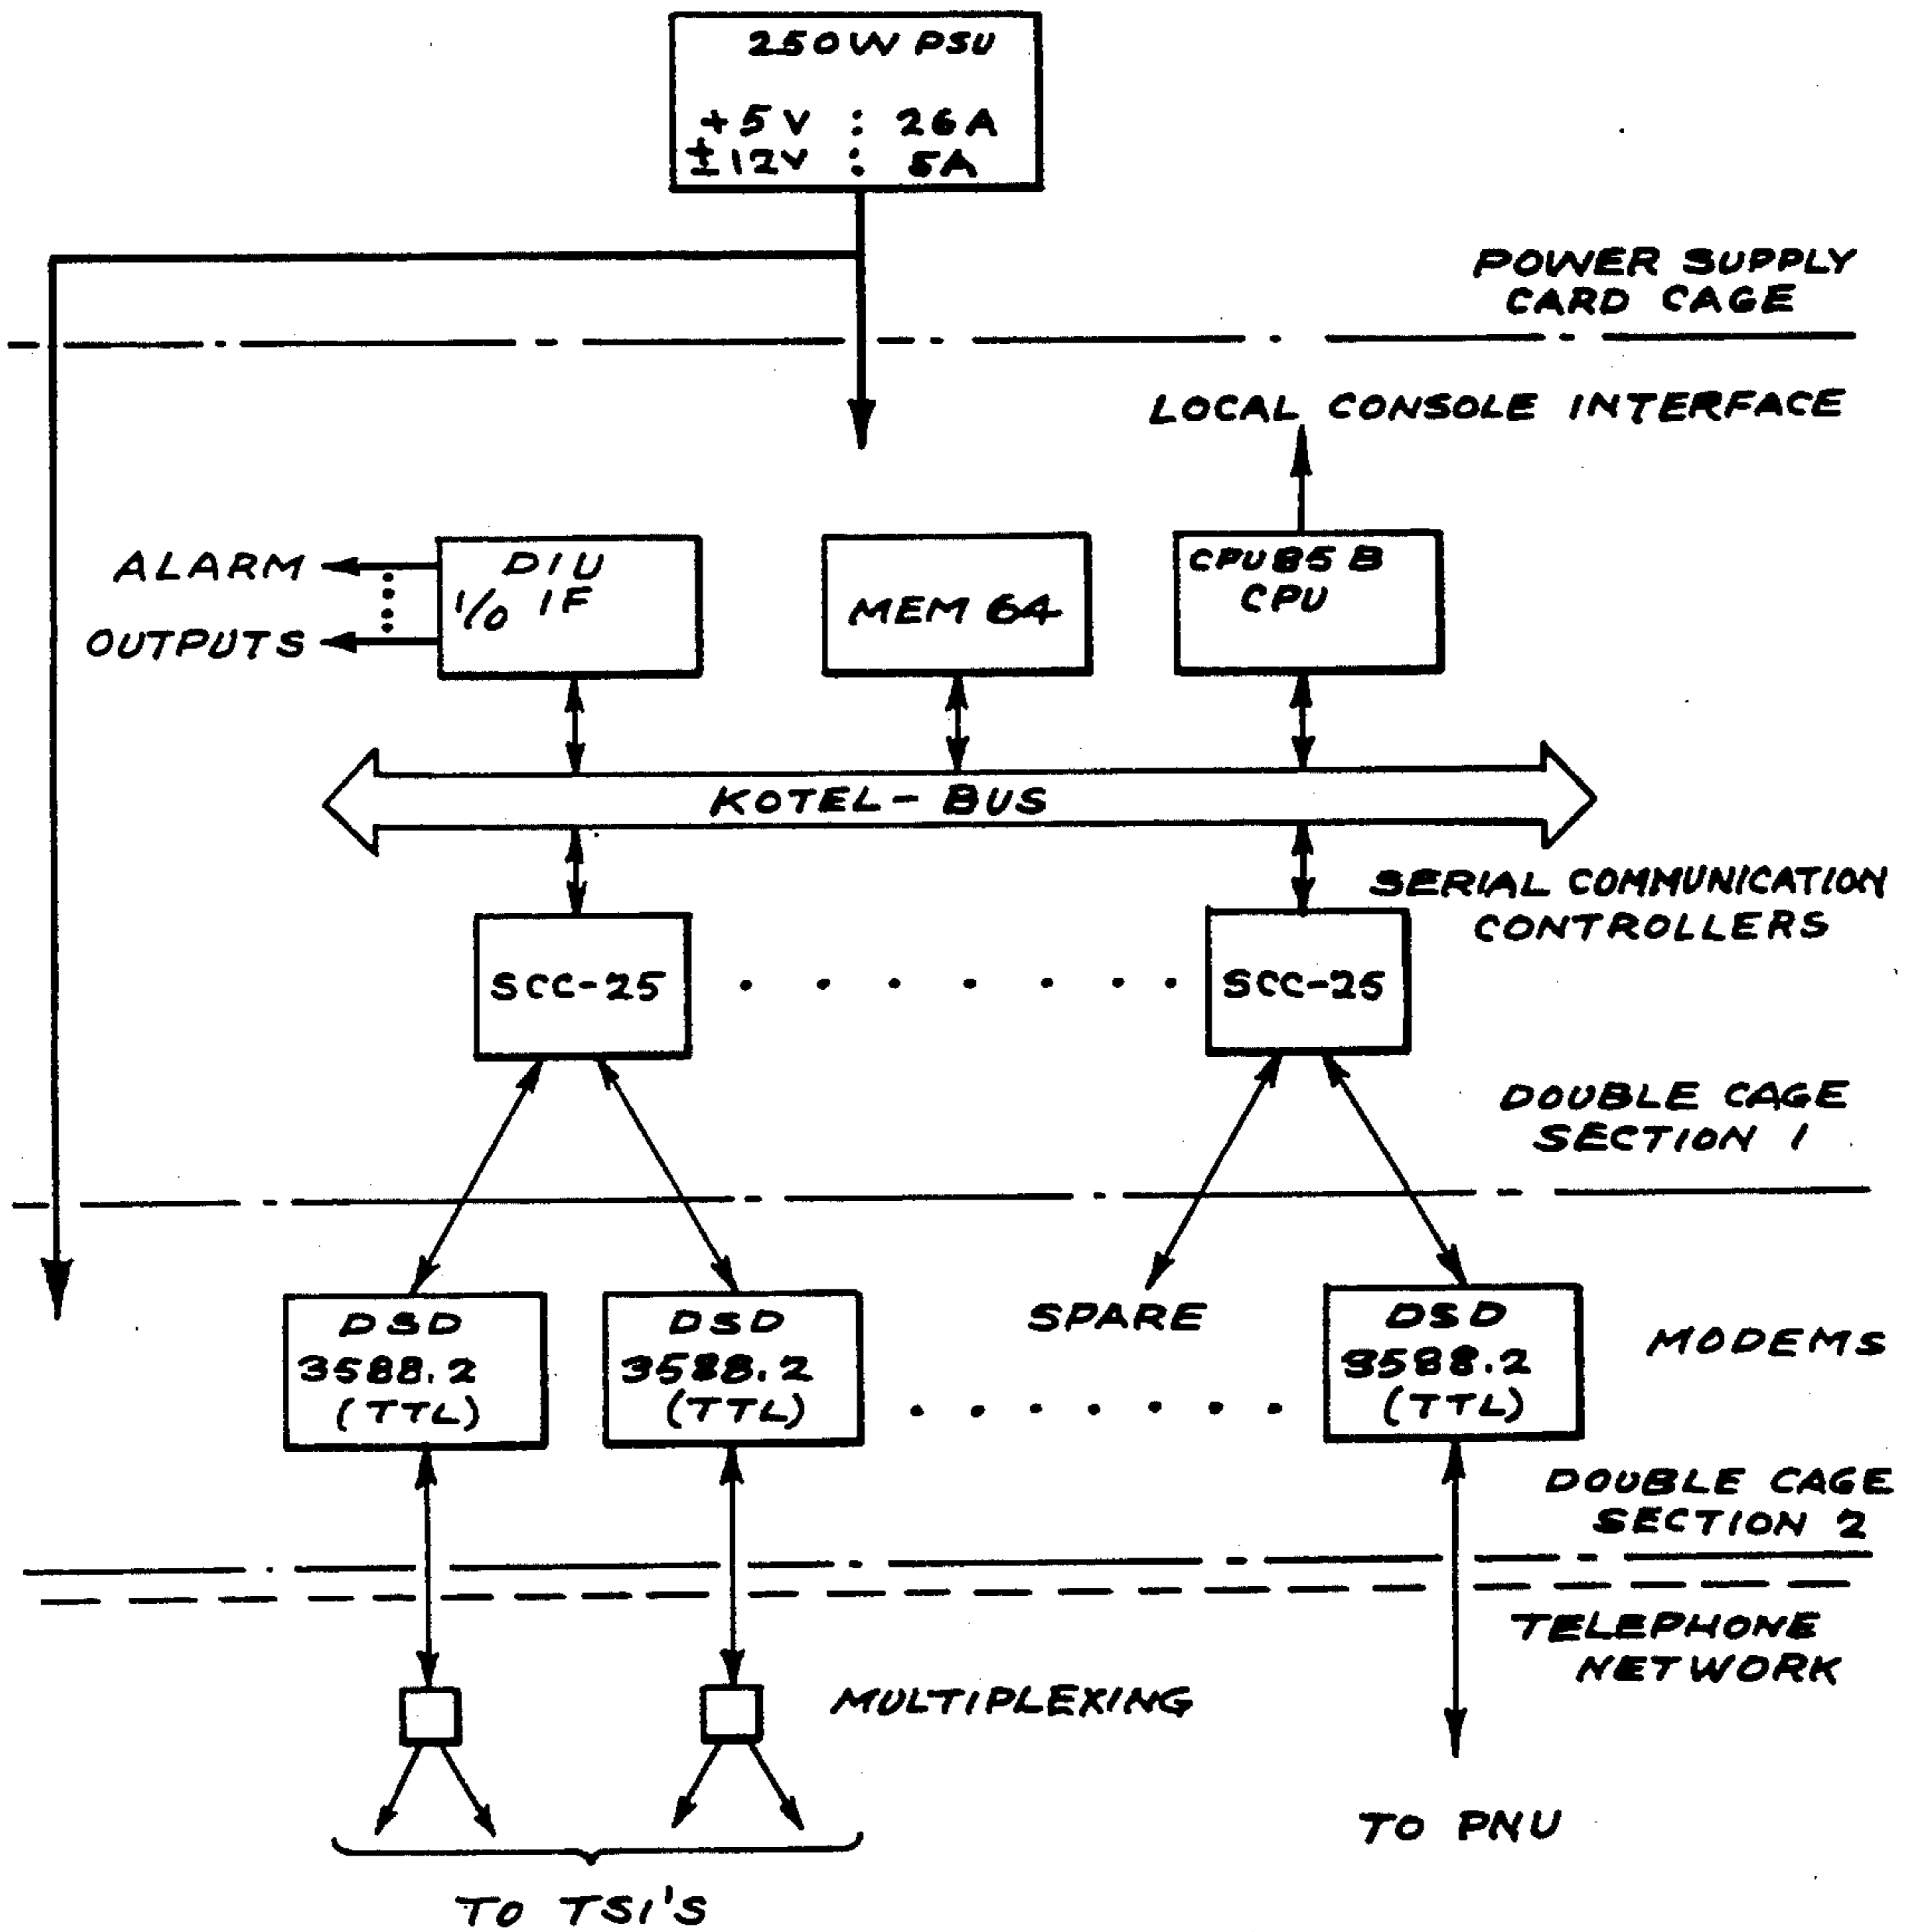 250W PSU
+5V : 26A
±12V : 5A
POWER SUPPLY
CARD CAGE
LOCAL CONSOLE INTERFACE
ALARM
OUTPUTS
DIU
I/O IF
MEM 64
CPU85B
CPU
KOTEL-BUS
SERIAL COMMUNICATION
CONTROLLERS
SCC-25
SCC-25
DOUBLE CAGE
SECTION 1
DSD
3588.2
(TTL)
DSD
3588.2
(TTL)
SPARE
DSD
3588.2
(TTL)
MODEMS
DOUBLE CAGE
SECTION 2
TELEPHONE
NETWORK
MULTIPLEXING
TO PNU
TO TSI'S